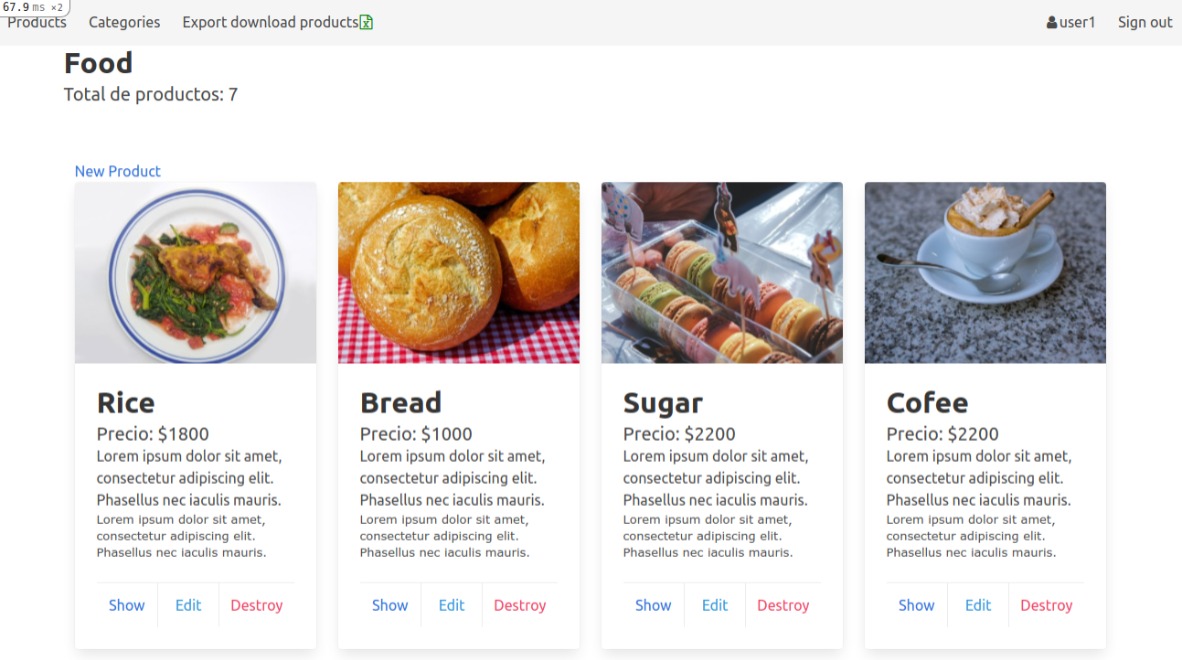 67.9 ms ×2
Products Categories Export download products user1 Sign out
Food
Total de productos: 7
New Product
Rice
Precio: $1800
Lorem ipsum dolor sit amet,
consectetur adipiscing elit.
Phasellus nec iaculis mauris.
Lorem ipsum dolor sit amet,
consectetur adipiscing elit.
Phasellus nec iaculis mauris.
Show Edit Destroy
Bread
Precio: $1000
Lorem ipsum dolor sit amet,
consectetur adipiscing elit.
Phasellus nec iaculis mauris.
Lorem ipsum dolor sit amet,
consectetur adipiscing elit.
Phasellus nec iaculis mauris.
Show Edit Destroy
Sugar
Precio: $2200
Lorem ipsum dolor sit amet,
consectetur adipiscing elit.
Phasellus nec iaculis mauris.
Lorem ipsum dolor sit amet,
consectetur adipiscing elit.
Phasellus nec iaculis mauris.
Show Edit Destroy
Cofee
Precio: $2200
Lorem ipsum dolor sit amet,
consectetur adipiscing elit.
Phasellus nec iaculis mauris.
Lorem ipsum dolor sit amet,
consectetur adipiscing elit.
Phasellus nec iaculis mauris.
Show Edit Destroy